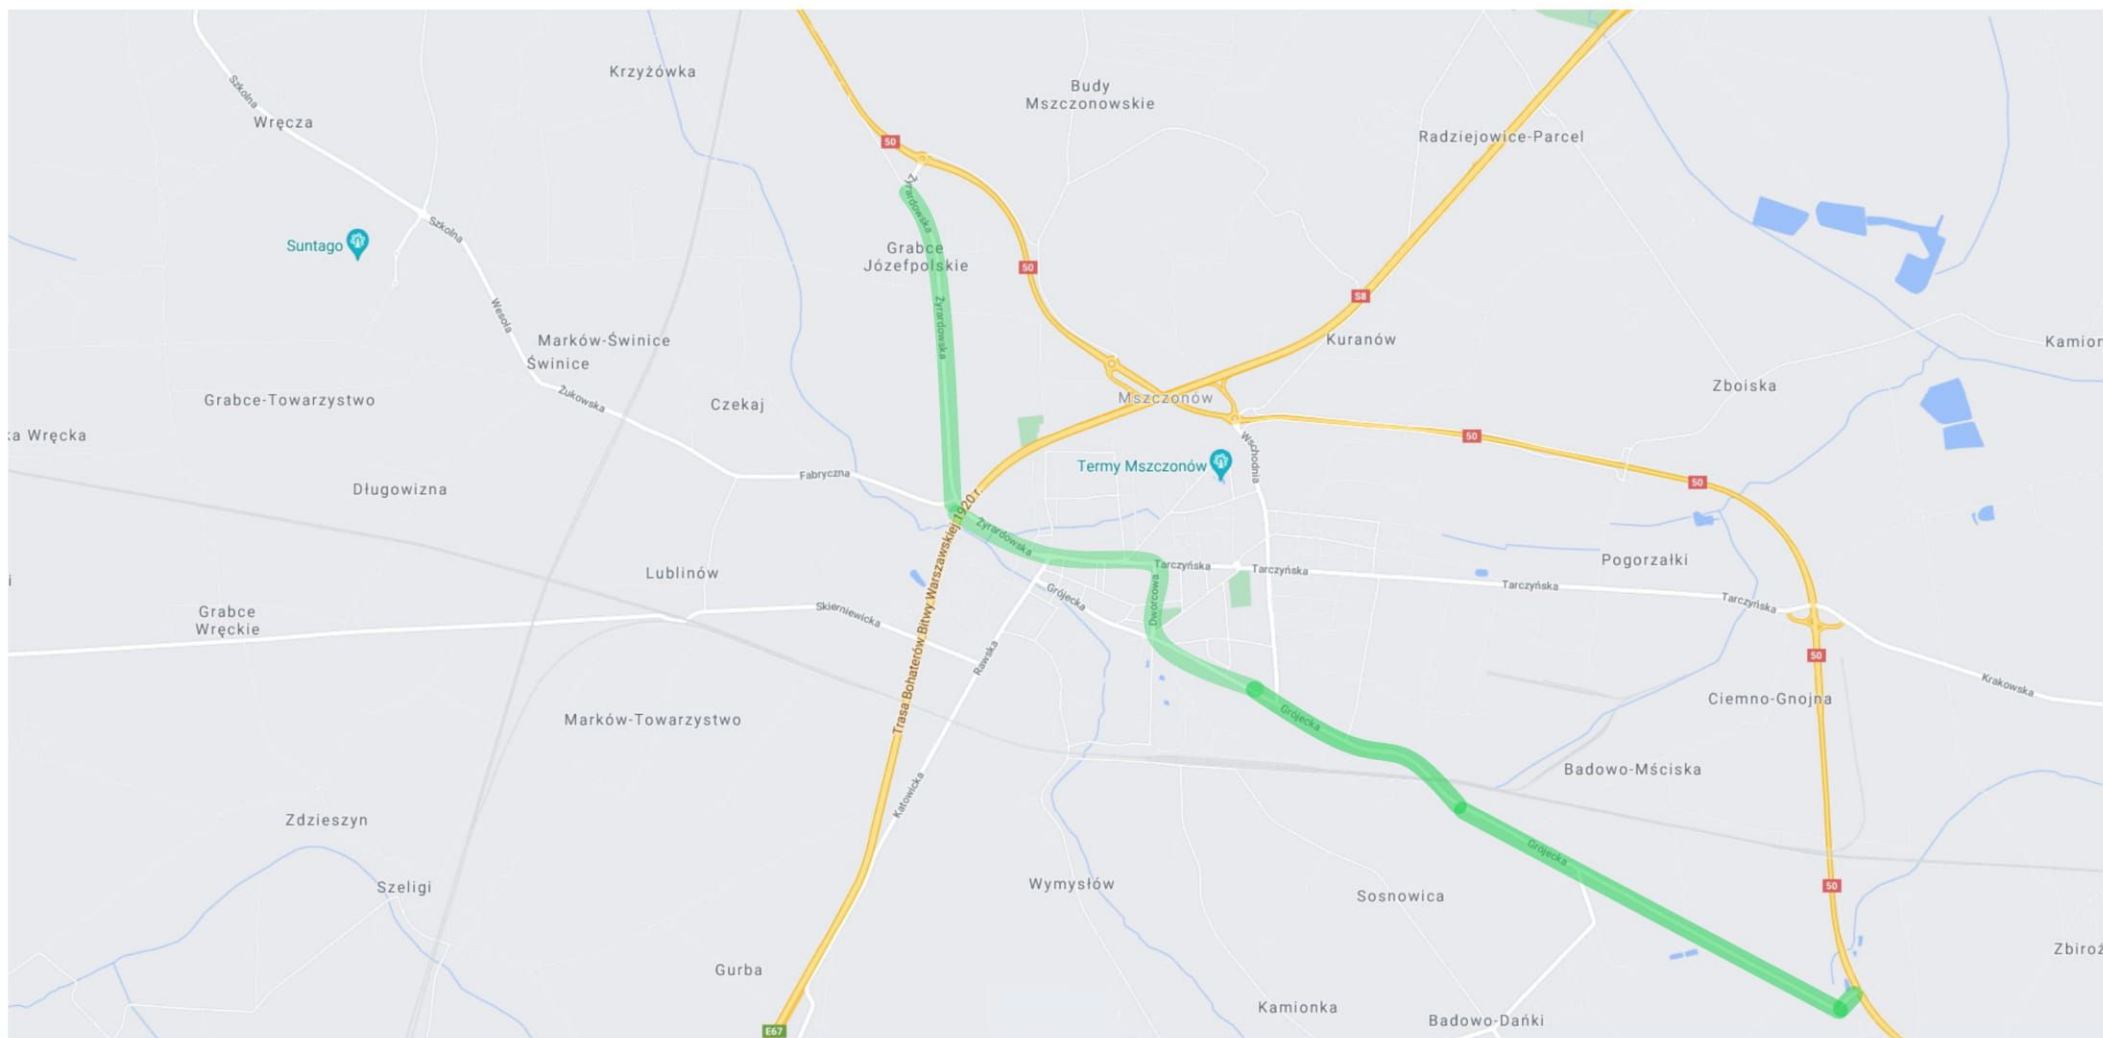 Krzyżówka
Budy
Mszczonowskie
Szkolna
Wręcza
Radziejowice-Parcel
50
Żyrardowska
Szkolna
Suntago
Grabce
Józefpolskie
50
S8
Wesoła
Żyrardowska
Marków-Świnice
Świnice
Kuranów
Zboiska
Żukowska
Grabce-Towarzystwo
Czekaj
Mszczonów
50
Wschodnia
Termy Mszczonów
Fabryczna
50
Długowizna
Trasa Bohaterów Bitwy Warszawskiej 1920 r.
Żyrardowska
Pogorzałki
Tarczyńska
Tarczyńska
Tarczyńska
Tarczyńska
Lublinów
Grójecka
Dworcowa
Grabce
Wręckie
Skierniewicka
Rawska
50
Krakowska
Ciemno-Gnojna
Marków-Towarzystwo
Grójecka
Badowo-Mściska
Katowicka
Zdzieszyn
Grójecka
Szeligi
Wymysłów
Sosnowica
50
Gurba
Kamionka
Badowo-Dańki
E67